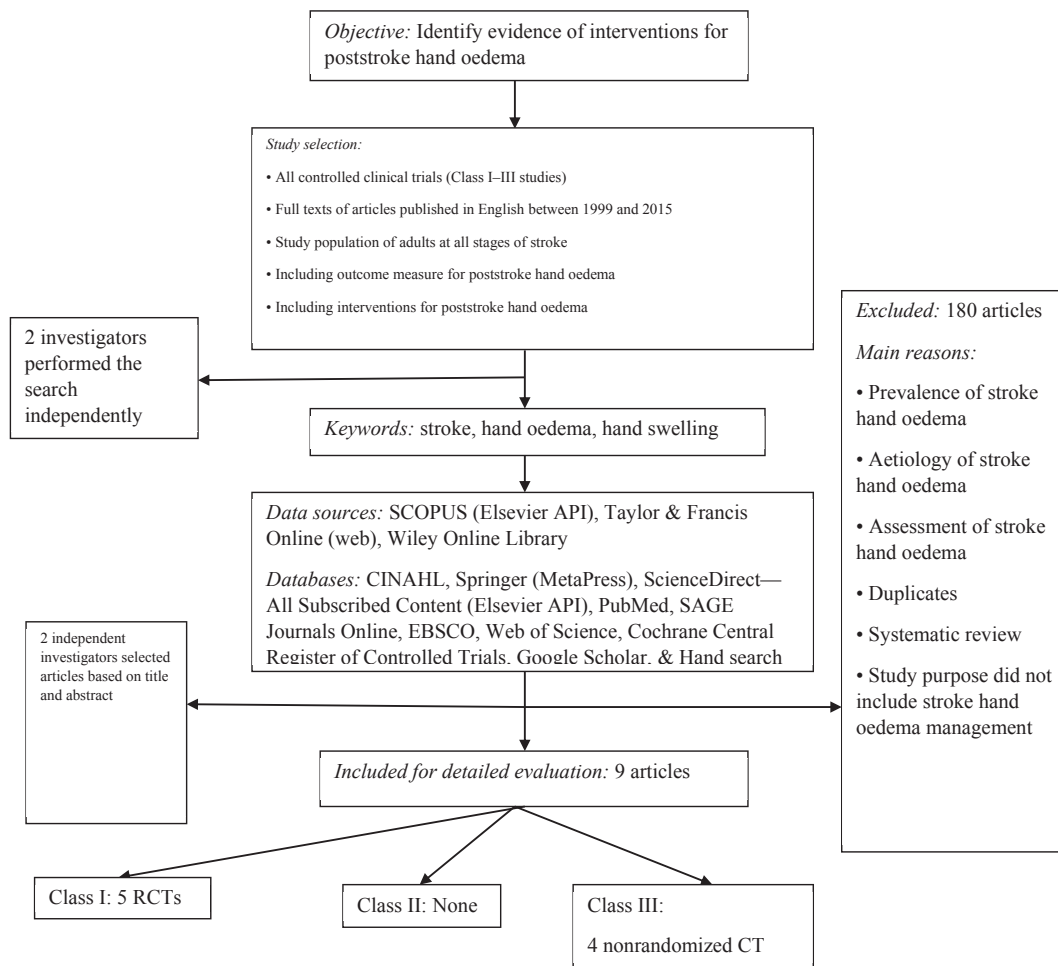 Objective: Identify evidence of interventions for
poststroke hand oedema
Study selection:
• All controlled clinical trials (Class I–III studies)
• Full texts of articles published in English between 1999 and 2015
• Study population of adults at all stages of stroke
• Including outcome measure for poststroke hand oedema
• Including interventions for poststroke hand oedema
2 investigators
performed the
search
independently
Keywords: stroke, hand oedema, hand swelling
Data sources: SCOPUS (Elsevier API), Taylor & Francis
Online (web), Wiley Online Library
Databases: CINAHL, Springer (MetaPress), ScienceDirect—
All Subscribed Content (Elsevier API), PubMed, SAGE
Journals Online, EBSCO, Web of Science, Cochrane Central
Register of Controlled Trials, Google Scholar, & Hand search
2 independent
investigators selected
articles based on title
and abstract
Excluded: 180 articles
Main reasons:
• Prevalence of stroke
hand oedema
• Aetiology of stroke
hand oedema
• Assessment of stroke
hand oedema
• Duplicates
• Systematic review
• Study purpose did not
include stroke hand
oedema management
Included for detailed evaluation: 9 articles
Class I: 5 RCTs
Class II: None
Class III:
4 nonrandomized CT